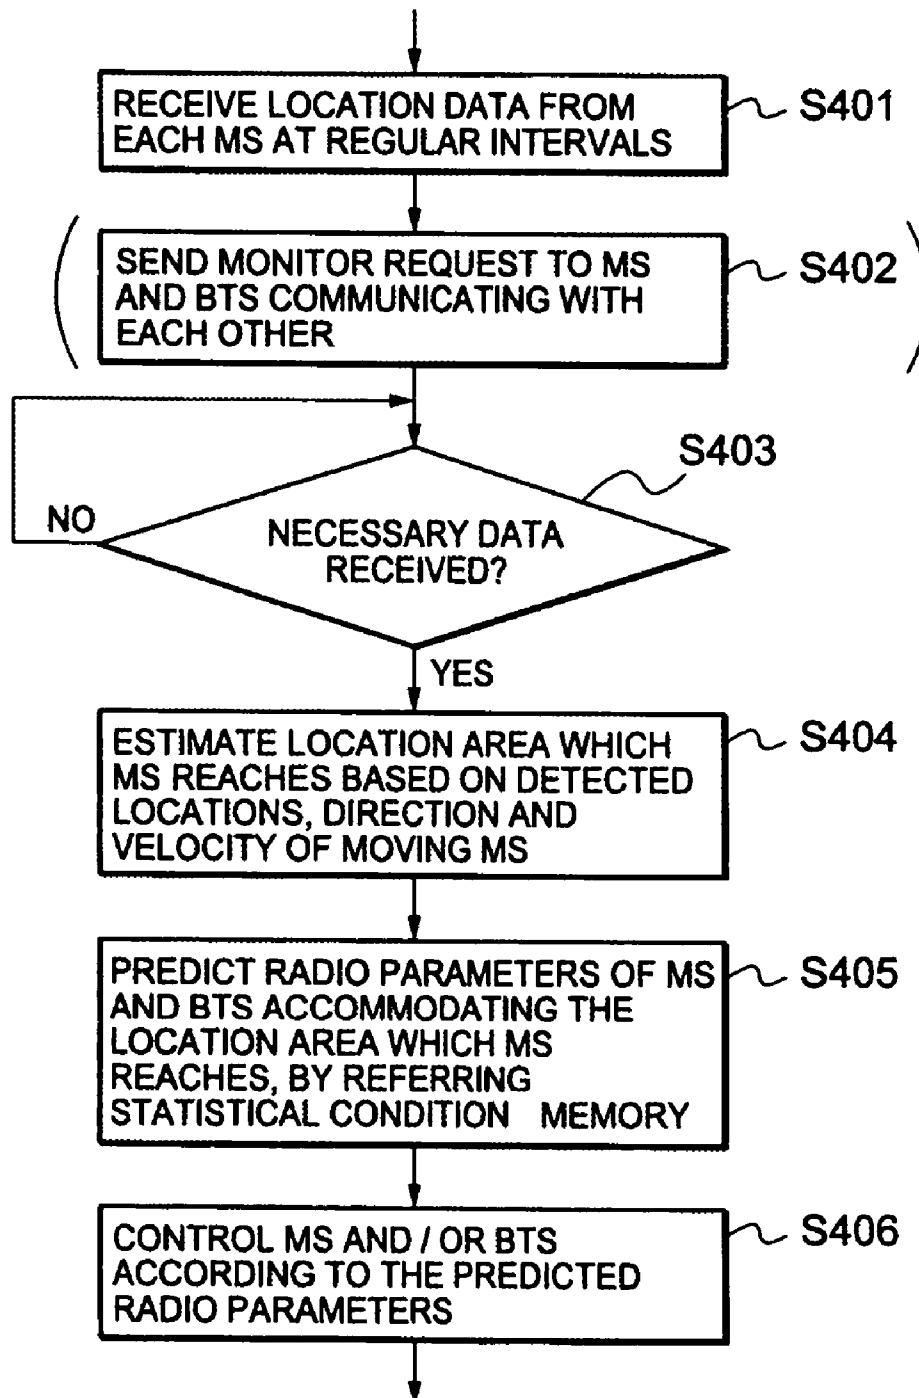 RECEIVE LOCATION DATA FROM
EACH MS AT REGULAR INTERVALS
S401
SEND MONITOR REQUEST TO MS
AND BTS COMMUNICATING WITH
EACH OTHER
S402
S403
NO
NECESSARY DATA
RECEIVED?
YES
ESTIMATE LOCATION AREA WHICH
MS REACHES BASED ON DETECTED
LOCATIONS, DIRECTION AND
VELOCITY OF MOVING MS
S404
PREDICT RADIO PARAMETERS OF MS
AND BTS ACCOMMODATING THE
LOCATION AREA WHICH MS
REACHES, BY REFERRING
STATISTICAL CONDITION MEMORY
S405
CONTROL MS AND / OR BTS
ACCORDING TO THE PREDICTED
RADIO PARAMETERS
S406